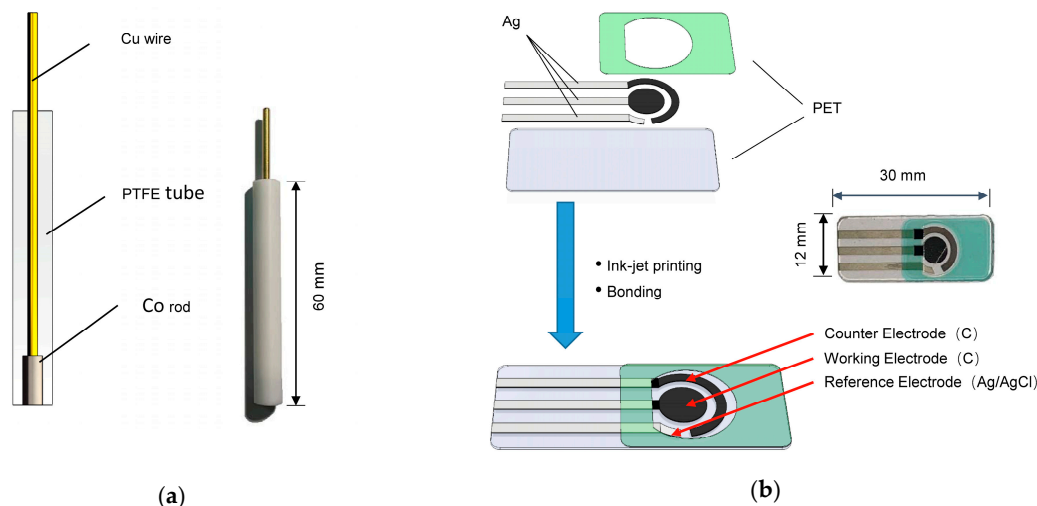 Cu wire
PTFE tube
Co rod
60 mm
(a)
Ag
PET
30 mm
12 mm
• Ink-jet printing
• Bonding
Counter Electrode（C）
Working Electrode（C）
Reference Electrode（Ag/AgCl）
(b)